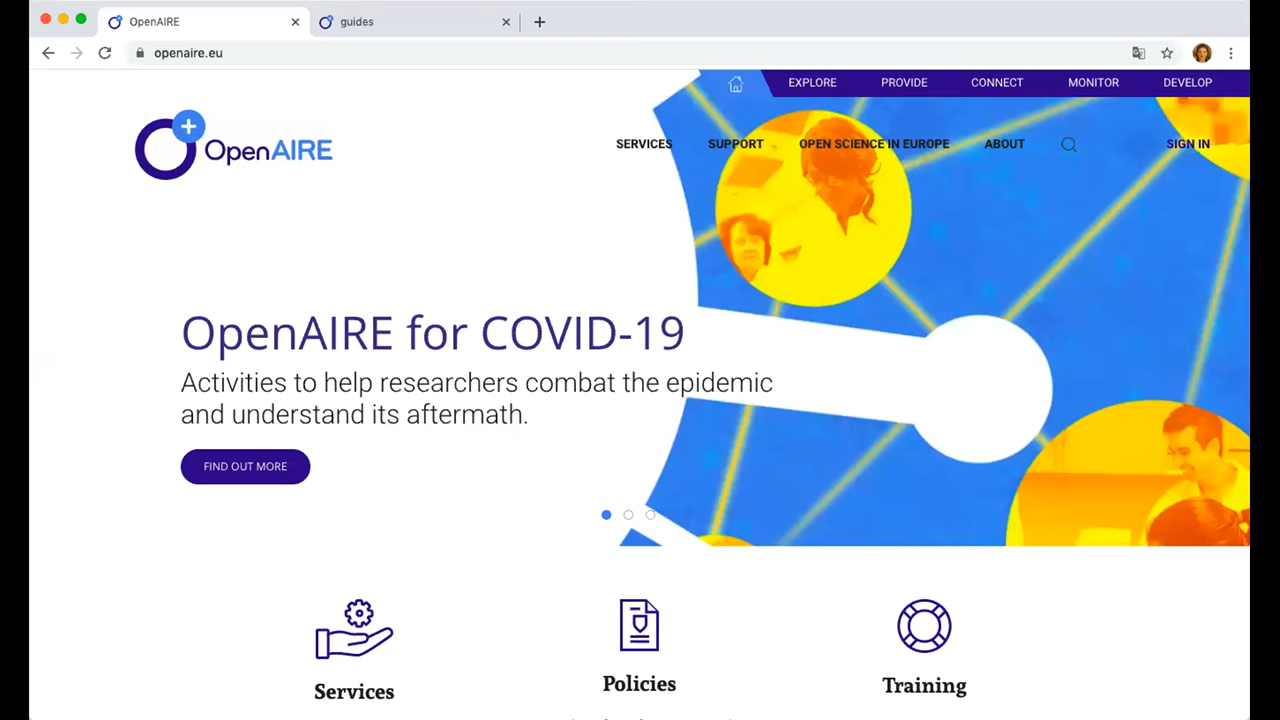 OpenAIRE
guides
openaire.eu
EXPLORE PROVIDE CONNECT MONITOR DEVELOP
OpenAIRE
SERVICES SUPPORT OPEN SCIENCE IN EUROPE ABOUT SIGN IN
OpenAIRE for COVID-19
Activities to help researchers combat the epidemic
and understand its aftermath.
FIND OUT MORE
Services
Policies
Training